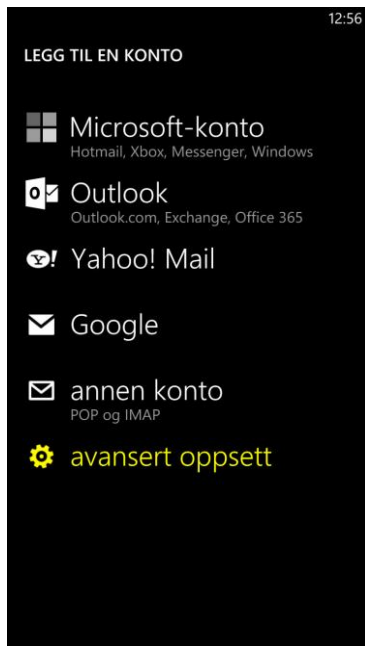 12:56
LEGG TIL EN KONTO
Microsoft-konto
Hotmail, Xbox, Messenger, Windows
Outlook
Outlook.com, Exchange, Office 365
Yahoo! Mail
Google
annen konto
POP og IMAP
avansert oppsett